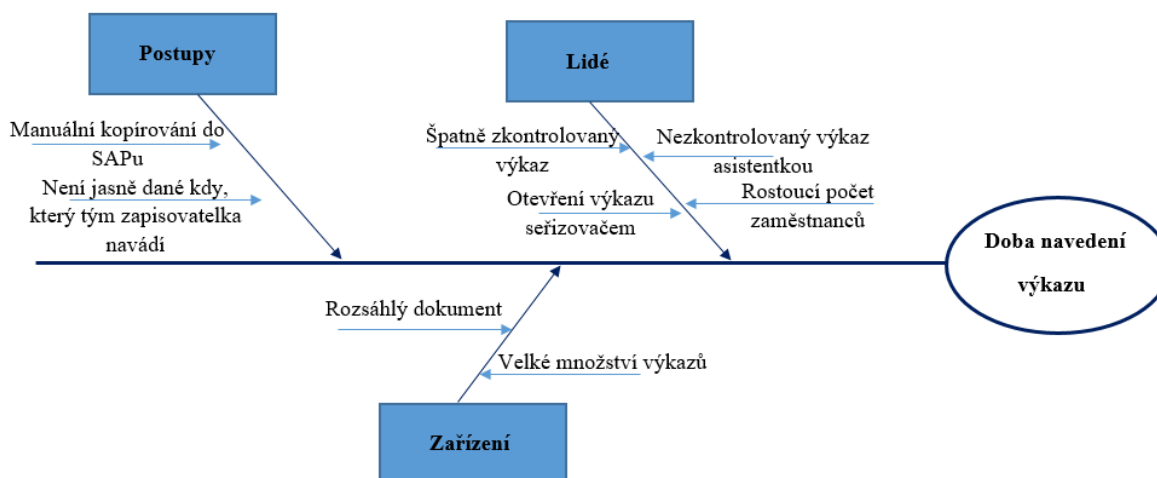 Postupy
Manuální kopírování do
SAPu
Není jasně dané kdy,
který tým zapisovatelka
navádí
Lidé
Špatně zkontrolovaný
výkaz
Nezkontrolovaný výkaz
asistentkou
Otevření výkazu
seřizovačem
Rostoucí počet
zaměstnanců
Doba navedení
výkazu
Rozsáhlý dokument
Velké množství výkazů
Zařízení